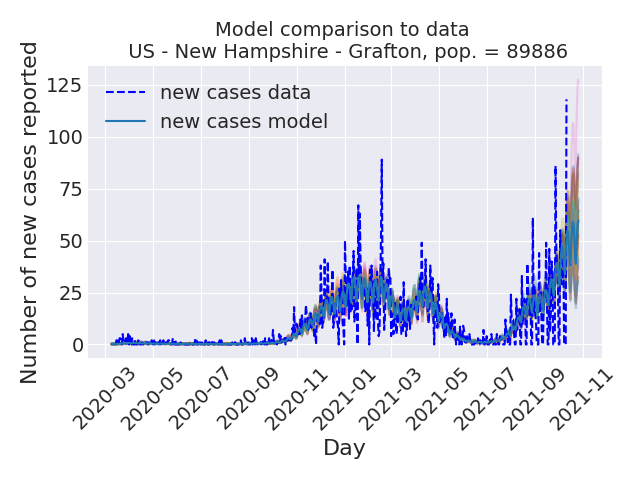 Model comparison to data
US - New Hampshire - Grafton, pop. = 89886
Number of new cases reported
125
100
75
50
25
0
new cases data
new cases model
2020-03
2020-05
2020-07
2020-09
2020-11
2021-01
2021-03
2021-05
2021-07
2021-09
2021-11
Day